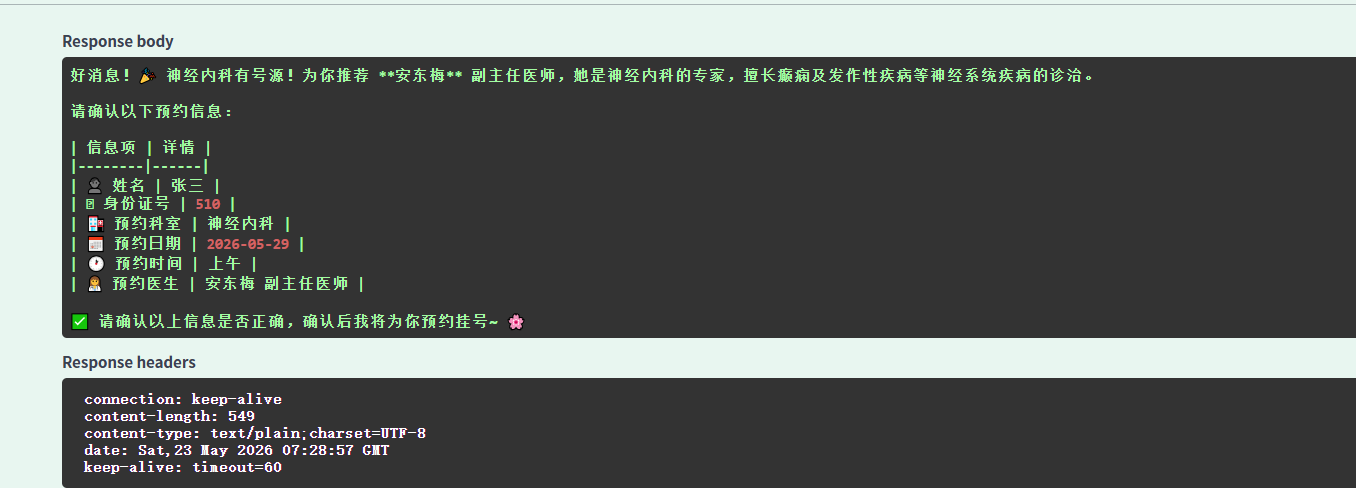 Response body
好消息! 🎉 神经内科有号源! 为你推荐 **安东梅** 副主任医师，她是神经内科的专家，擅长癫痫及发作性疾病等神经系统疾病的诊治。
请确认以下预约信息：
| 信息项 | 详情 |
|--------|------|
| 👤 姓名 | 张三 |
| 🪪 身份证号 | 510 |
| 🏥 预约科室 | 神经内科 |
| 📅 预约日期 | 2026-05-29 |
| 🕐 预约时间 | 上午 |
| 👩‍⚕️ 预约医生 | 安东梅 副主任医师 |
✅ 请确认以上信息是否正确，确认后我将为你预约挂号~ 🌸
Response headers
connection: keep-alive
content-length: 549
content-type: text/plain;charset=UTF-8
date: Sat,23 May 2026 07:28:57 GMT
keep-alive: timeout=60